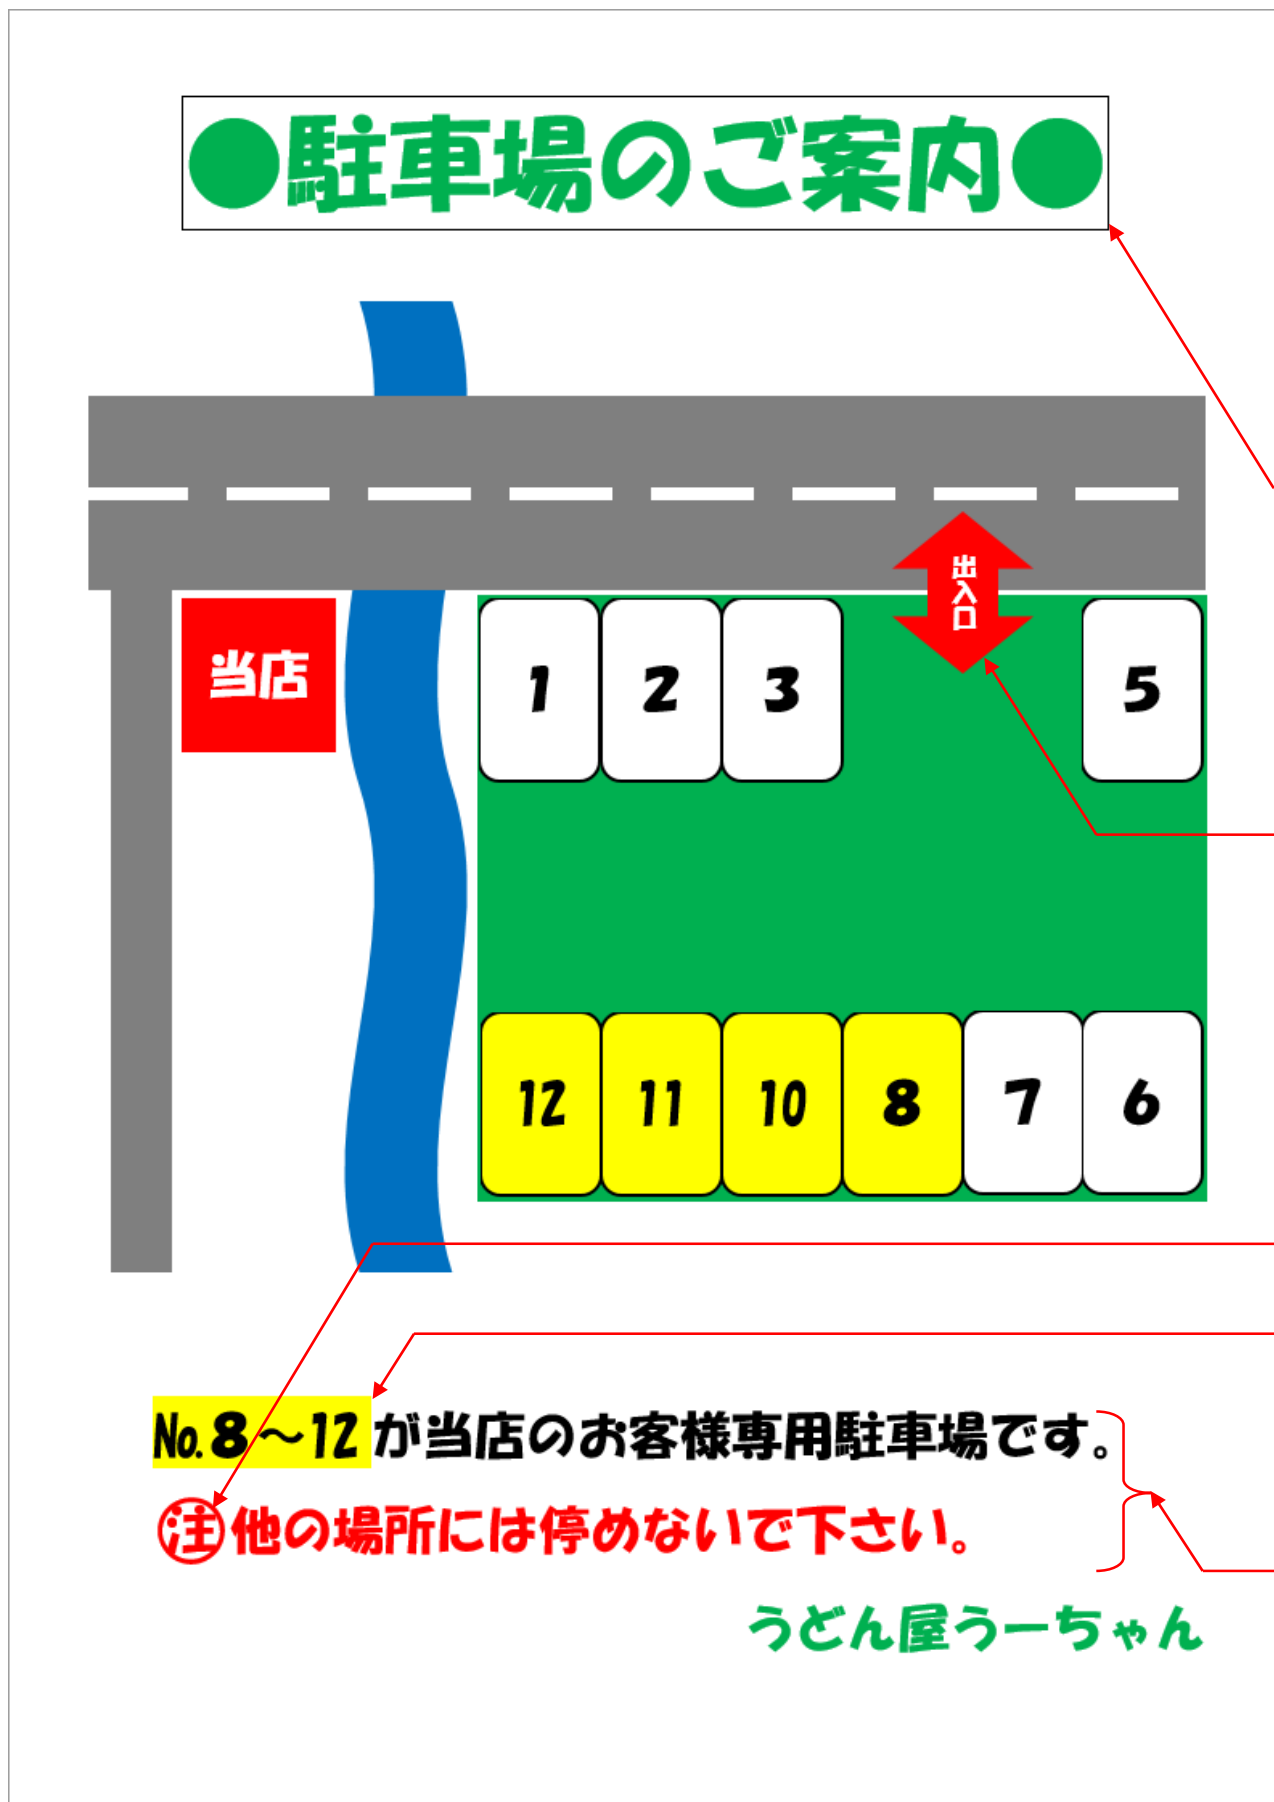 ●駐車場のご案内●
出入口
当店
1 2 3 5
12 11 10 8 7 6
No.8～12が当店のお客様専用駐車場です。
㊟他の場所には停めないで下さい。
うどん屋うーちゃん